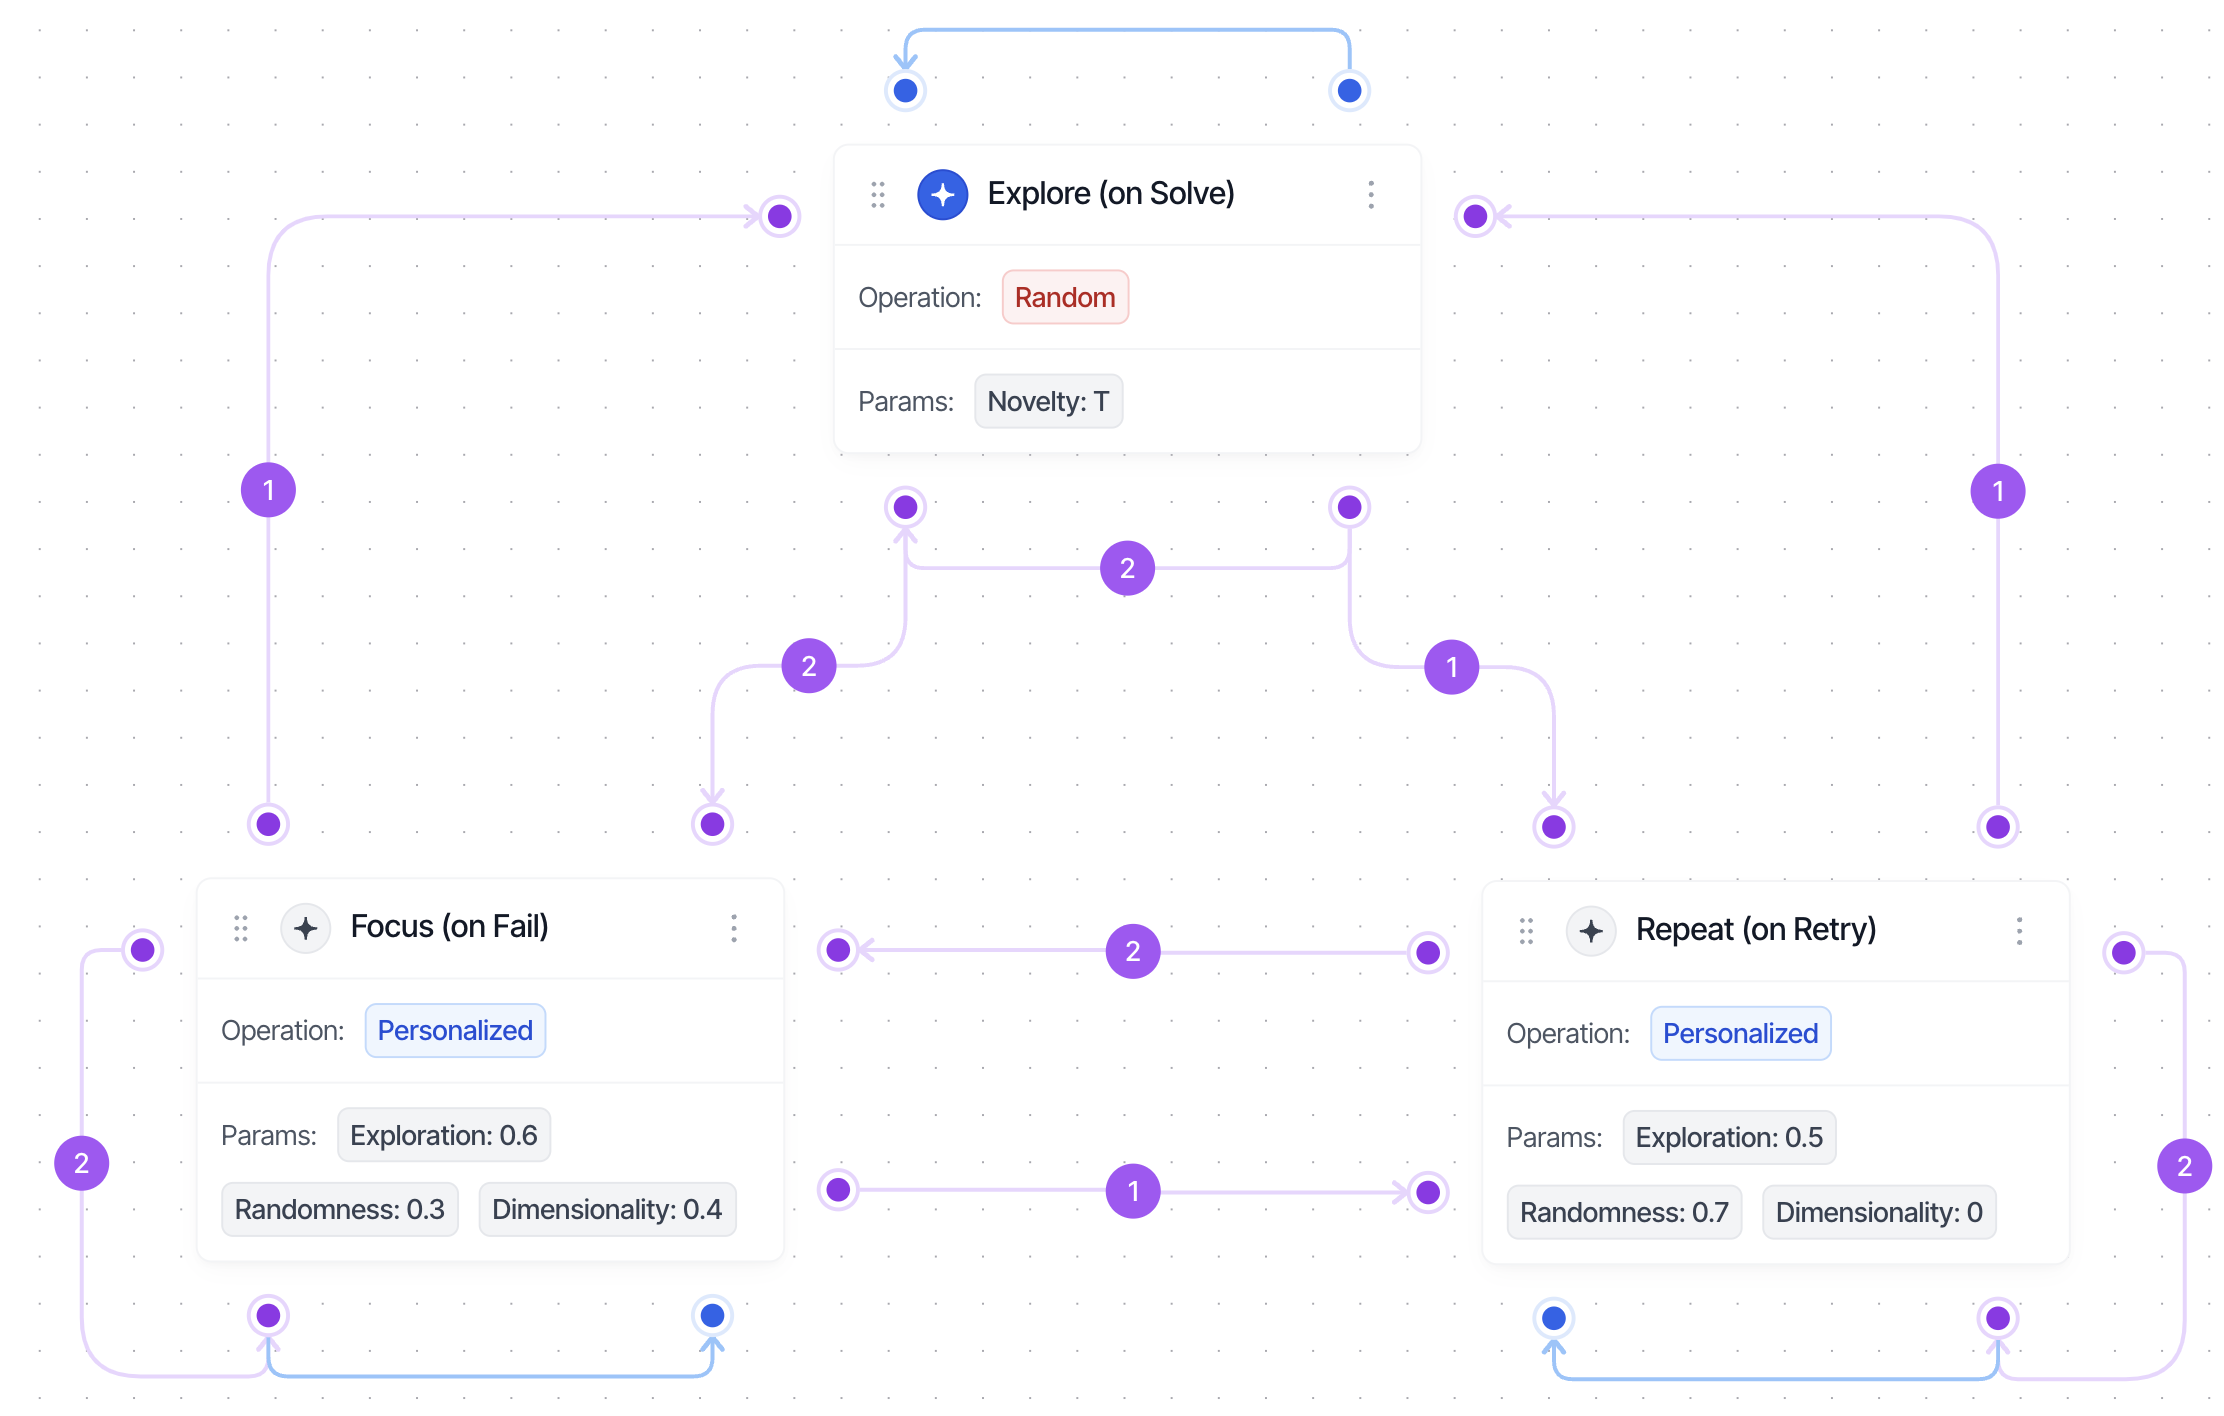 Explore (on Solve)
Operation: Random
Params: Novelty: T
1
1
2
2
1
Focus (on Fail)
Operation: Personalized
Params: Exploration: 0.6
Randomness: 0.3 Dimensionality: 0.4
2
2
1
Repeat (on Retry)
Operation: Personalized
Params: Exploration: 0.5
Randomness: 0.7 Dimensionality: 0
2